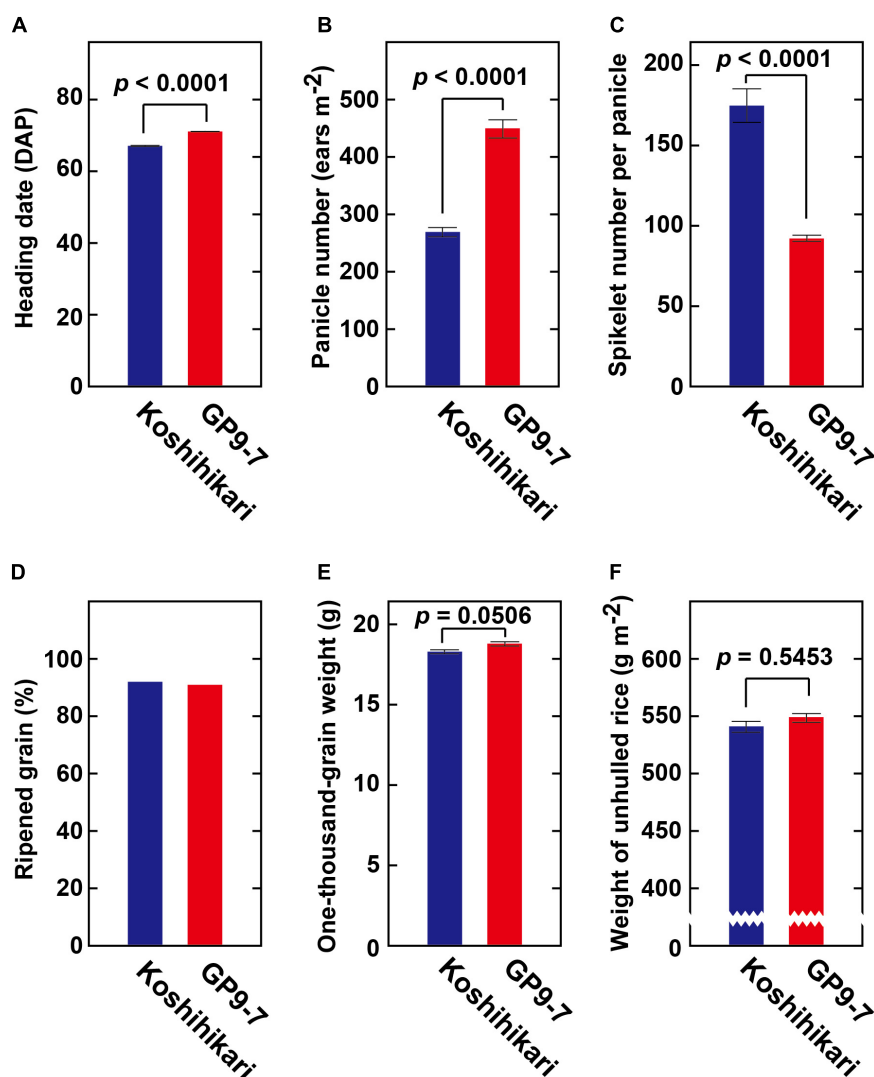 A
Heading date (DAP)
80
60
40
20
0
p < 0.0001
Koshihikari
GP9-7
B
Panicle number (ears m-2)
500
400
300
200
100
0
p < 0.0001
Koshihikari
GP9-7
C
Spikelet number per panicle
200
150
100
50
0
p < 0.0001
Koshihikari
GP9-7
D
Ripened grain (%)
100
80
60
40
20
0
Koshihikari
GP9-7
E
One-thousand-grain weight (g)
20
15
10
5
0
p = 0.0506
Koshihikari
GP9-7
F
Weight of unhulled rice (g m-2)
600
550
500
450
400
0
p = 0.5453
Koshihikari
GP9-7